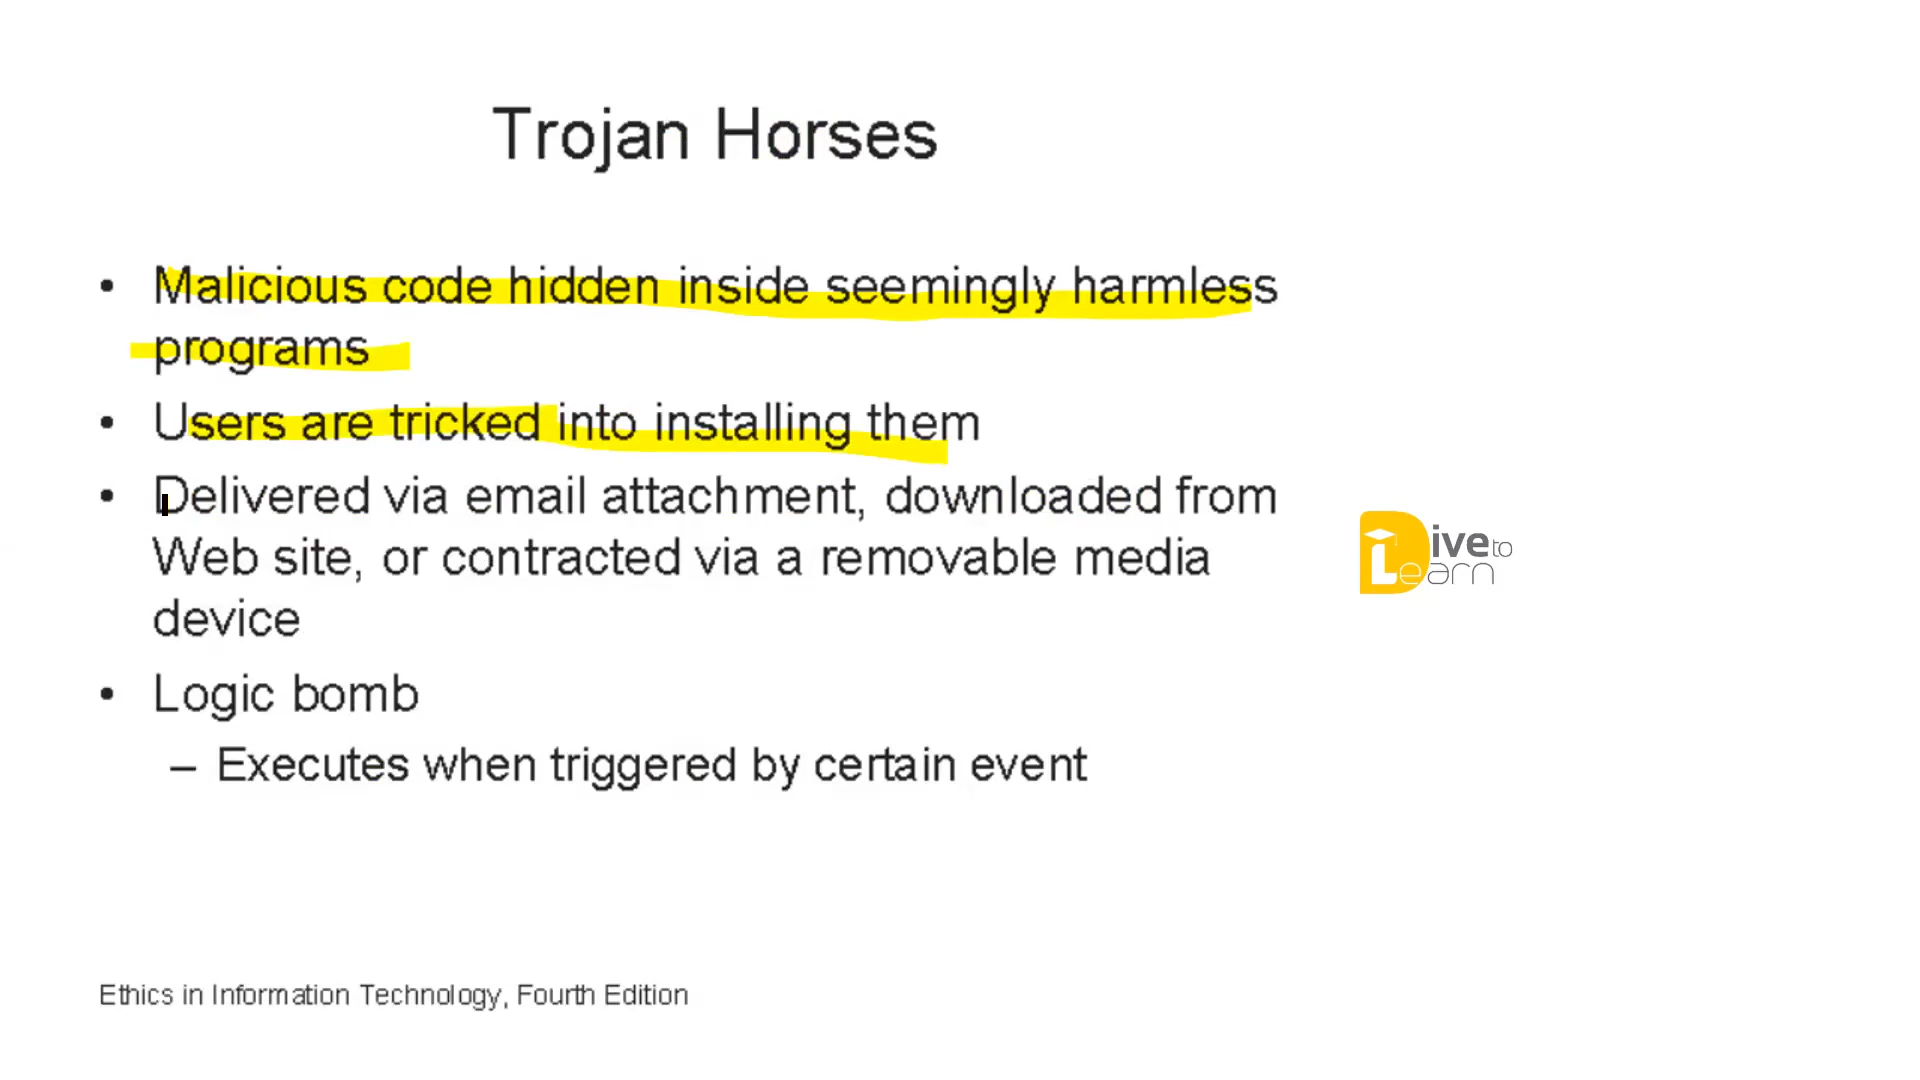 Trojan Horses
• Malicious code hidden inside seemingly harmless
programs
• Users are tricked into installing them
• Delivered via email attachment, downloaded from
Web site, or contracted via a removable media
device
• Logic bomb
– Executes when triggered by certain event
Dive to
Learn
Ethics in Information Technology, Fourth Edition